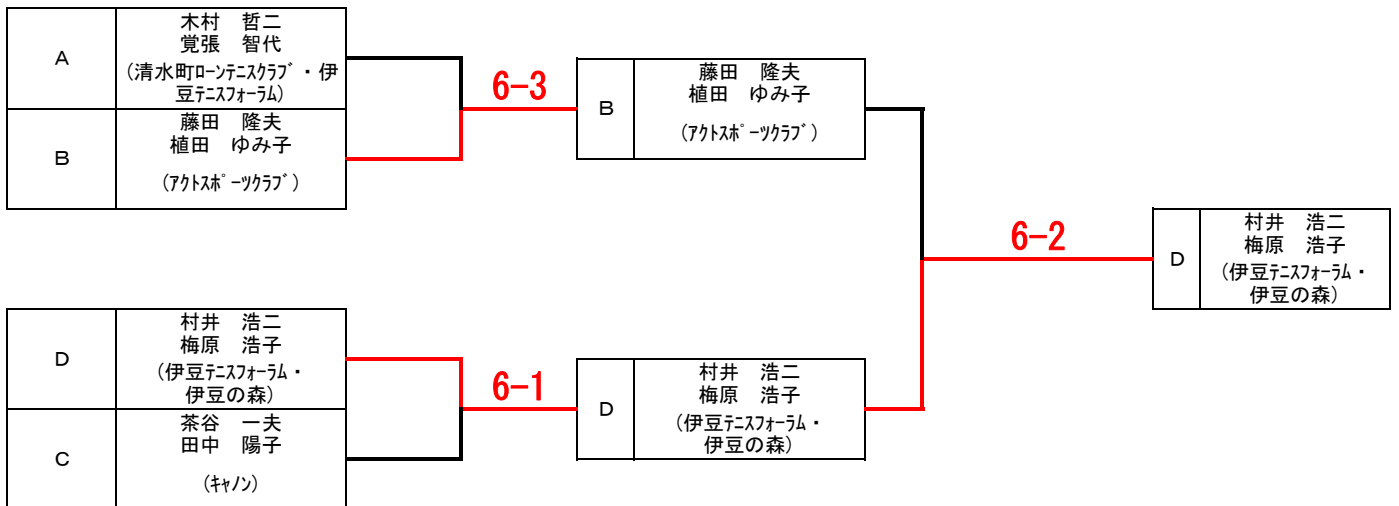 A
木村　哲二
覚張　智代
(清水町ﾛｰﾝﾃﾆｽｸﾗﾌﾞ・伊
豆ﾃﾆｽﾌｫｰﾗﾑ)
B
藤田　隆夫
植田　ゆみ子
(ｱｸﾄｽﾎﾟｰﾂｸﾗﾌﾞ)
6-3
B
藤田　隆夫
植田　ゆみ子
(ｱｸﾄｽﾎﾟｰﾂｸﾗﾌﾞ)
D
村井　浩二
梅原　浩子
(伊豆ﾃﾆｽﾌｫｰﾗﾑ・
伊豆の森)
C
茶谷　一夫
田中　陽子
(ｷｬﾉﾝ)
6-1
D
村井　浩二
梅原　浩子
(伊豆ﾃﾆｽﾌｫｰﾗﾑ・
伊豆の森)
6-2
D
村井　浩二
梅原　浩子
(伊豆ﾃﾆｽﾌｫｰﾗﾑ・
伊豆の森)